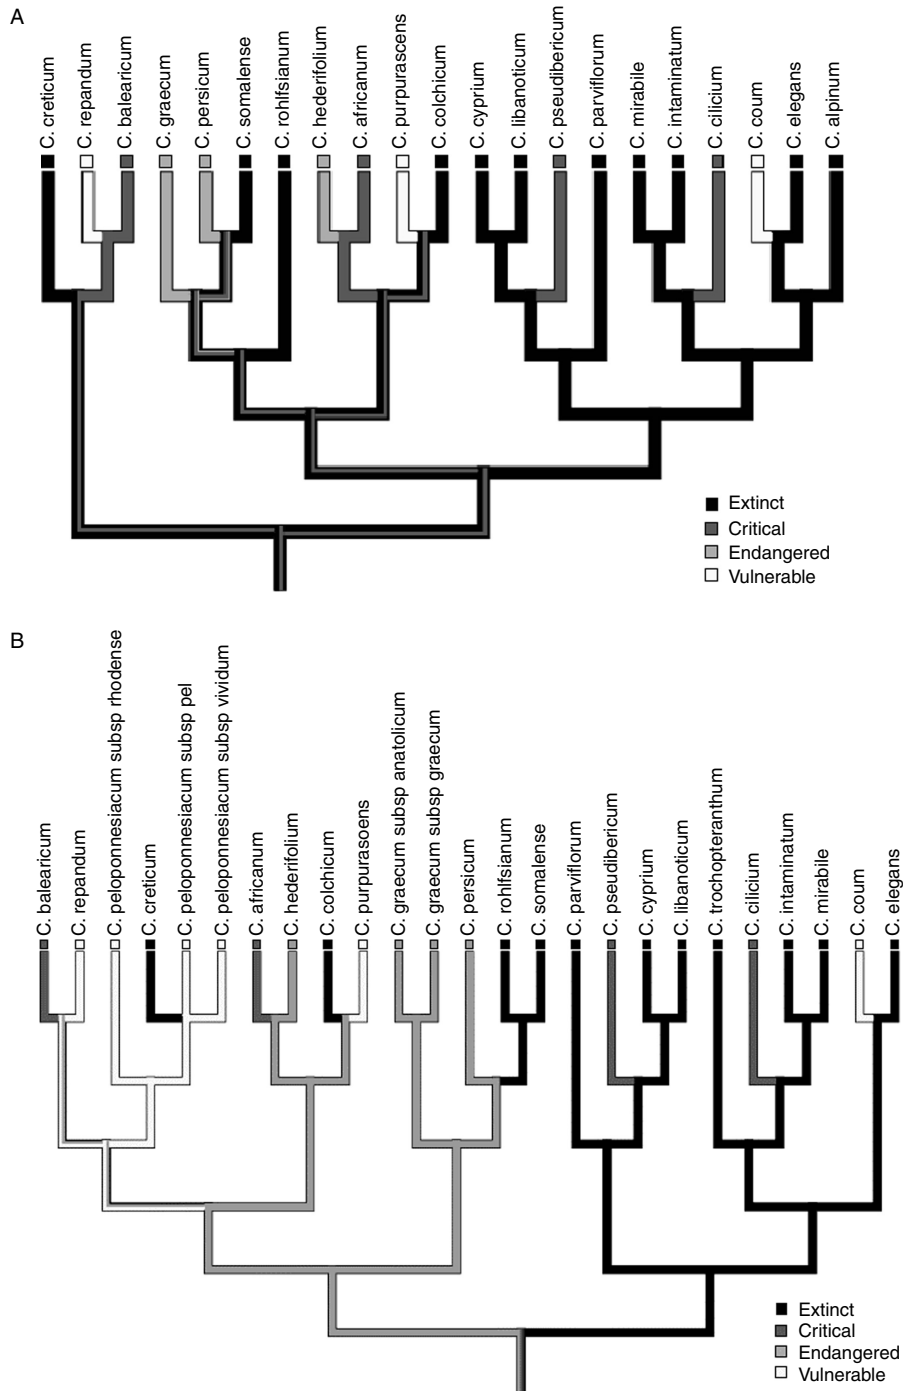 A
C. creticum
C. repandum
C. balearicum
C. graecum
C. persicum
C. somalense
C. rohlfsianum
C. hederifolium
C. africanum
C. purpurascens
C. colchicum
C. cyprium
C. libanoticum
C. pseudibericum
C. parviflorum
C. mirabile
C. intaminatum
C. cilicium
C. coum
C. elegans
C. alpinum
Extinct
Critical
Endangered
Vulnerable
B
C. balearicum
C. repandum
C. peloponnesiacum subsp rhodense
C. creticum
C. peloponnesiacum subsp pel
C. peloponnesiacum subsp vividum
C. africanum
C. hederifolium
C. colchicum
C. purpurasoens
C. graecum subsp anatolicum
C. graecum subsp graecum
C. persicum
C. rohlfsianum
C. somalense
C. parviflorum
C. pseudibericum
C. cyprium
C. libanoticum
C. trochopteranthum
C. cilicium
C. intaminatum
C. mirabile
C. coum
C. elegans
Extinct
Critical
Endangered
Vulnerable